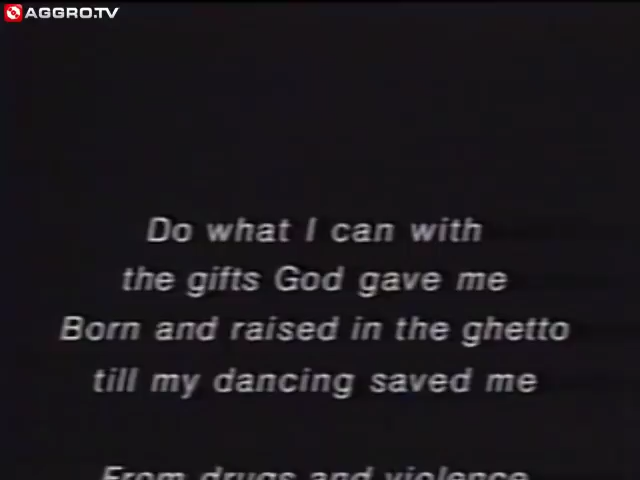 AGGRO.TV
Do what I can with
the gifts God gave me
Born and raised in the ghetto
till my dancing saved me
From drugs and violence